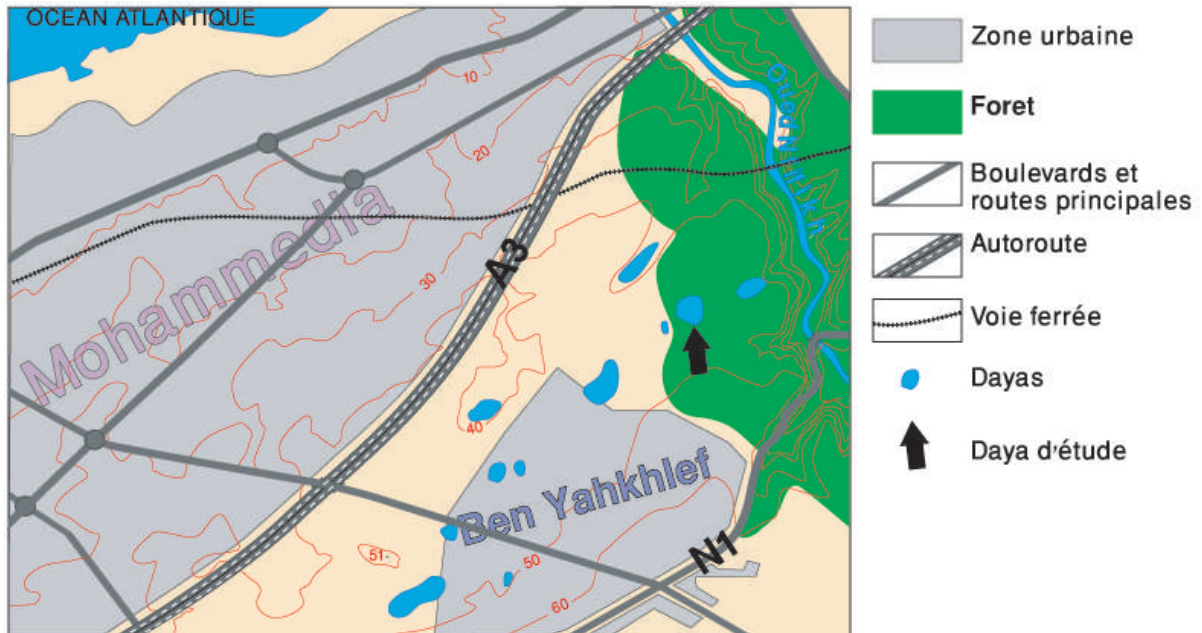 OCEAN ATLANTIQUE
10
20
Mohammedia
A3
30
40
Ben Yahkhlef
51
50
60
N1
Zone urbaine
Foret
Boulevards et
routes principales
Autoroute
Voie ferrée
Dayas
Daya d'étude